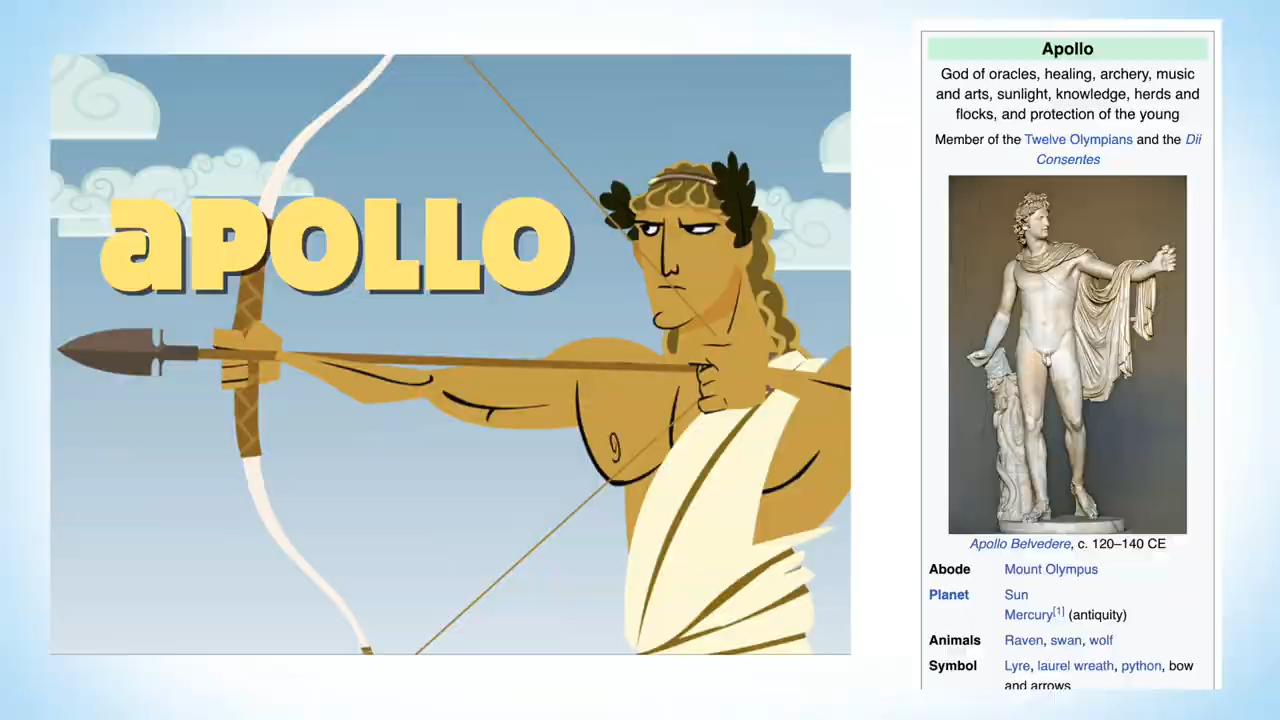 aPOLLO
Apollo
God of oracles, healing, archery, music
and arts, sunlight, knowledge, herds and
flocks, and protection of the young
Member of the Twelve Olympians and the Dii
Consentes
Apollo Belvedere, c. 120–140 CE
Abode Mount Olympus
Planet Sun
Mercury[1] (antiquity)
Animals Raven, swan, wolf
Symbol Lyre, laurel wreath, python, bow
and arrows